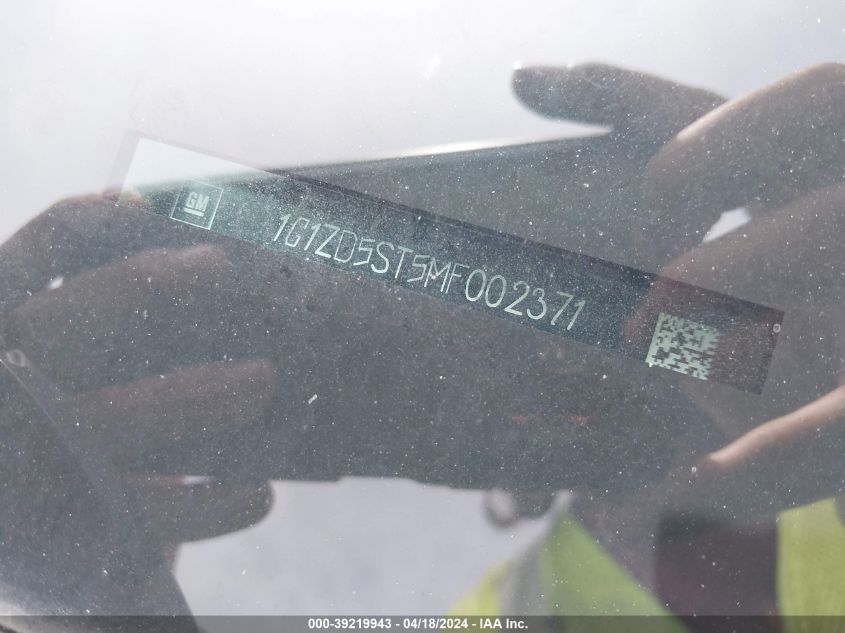 GM
1G1ZD5ST5MF002371
000-39219943 - 04/18/2024 - IAA Inc.